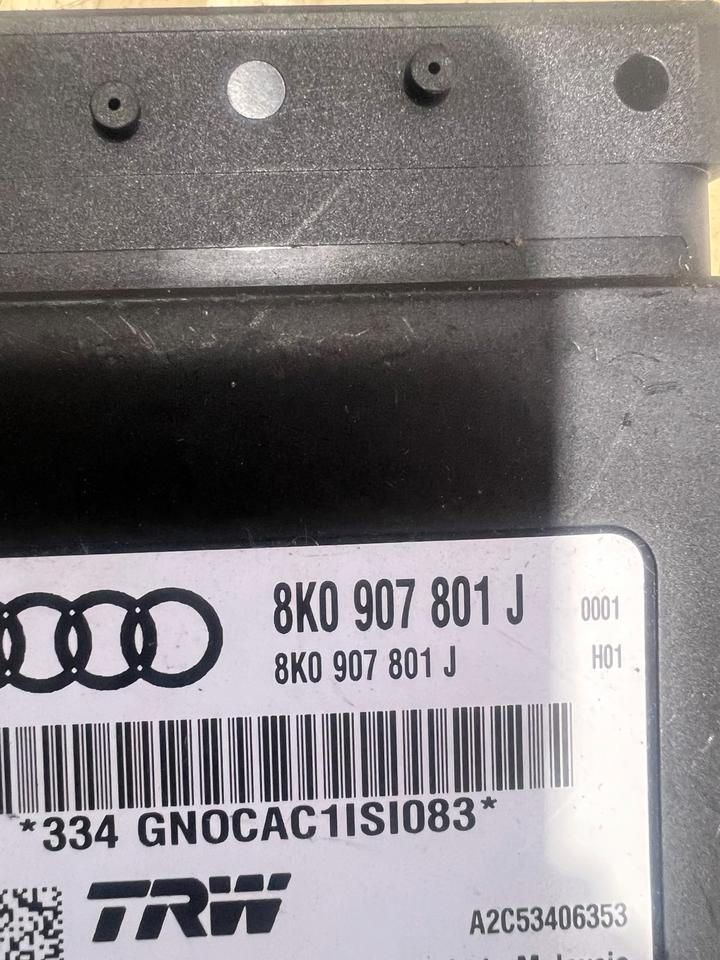 8K0 907 801 J 0001
8K0 907 801 J H01
*334 GNOCAC1ISI083*
TRW
A2C53406353